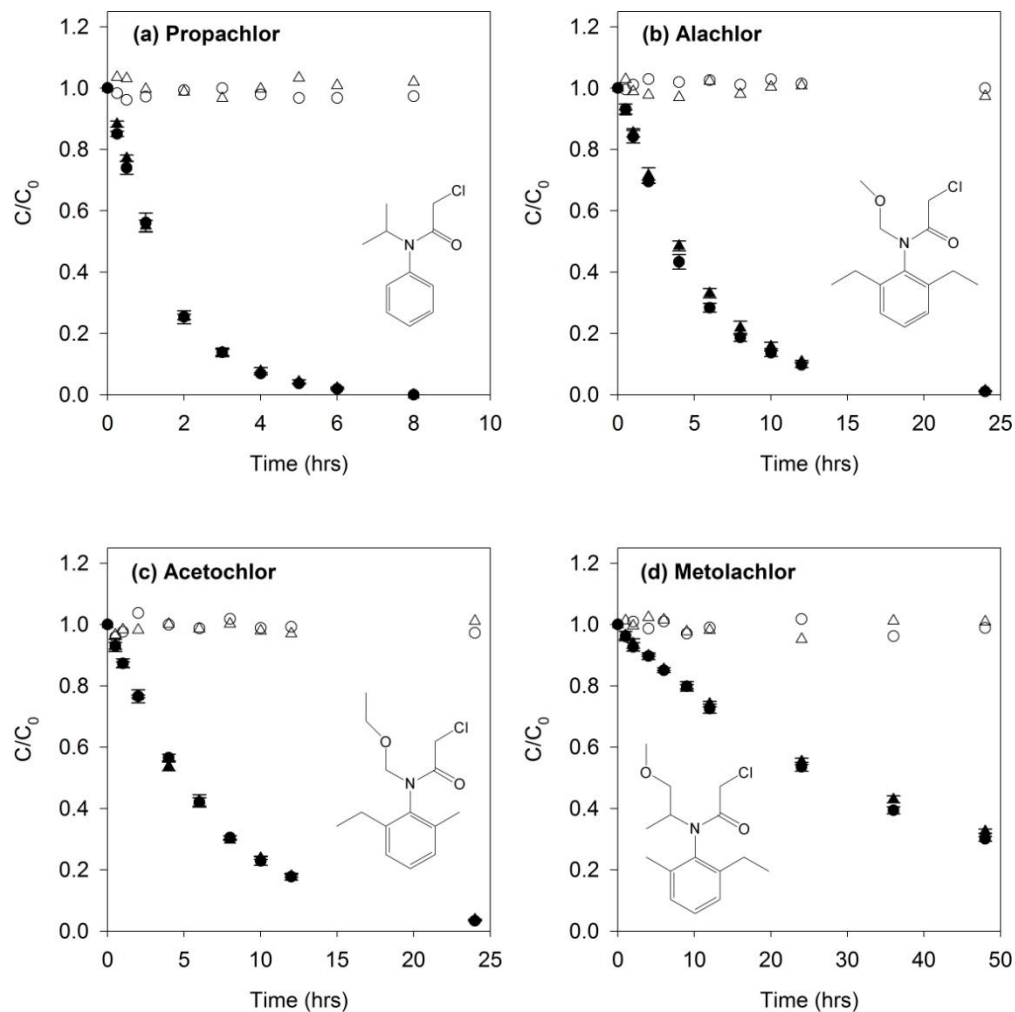 (a) Propachlor
1.2
1.0
0.8
0.6
0.4
0.2
0.0
C/C0
0 2 4 6 8 10
Time (hrs)
Cl
O
N
(b) Alachlor
1.2
1.0
0.8
0.6
0.4
0.2
0.0
C/C0
0 5 10 15 20 25
Time (hrs)
O
Cl
N
O
(c) Acetochlor
1.2
1.0
0.8
0.6
0.4
0.2
0.0
C/C0
0 5 10 15 20 25
Time (hrs)
O
Cl
N
O
(d) Metolachlor
1.2
1.0
0.8
0.6
0.4
0.2
0.0
C/C0
0 10 20 30 40 50
Time (hrs)
O
Cl
N
O